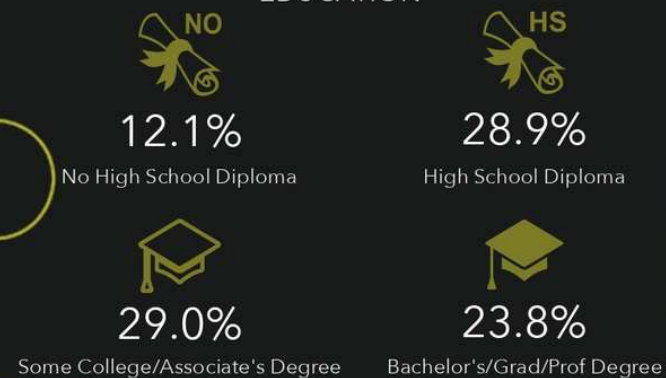 EDUCATION
NO
HS
12.1%
28.9%
No High School Diploma
High School Diploma
29.0%
23.8%
Some College/Associate's Degree
Bachelor's/Grad/Prof Degree